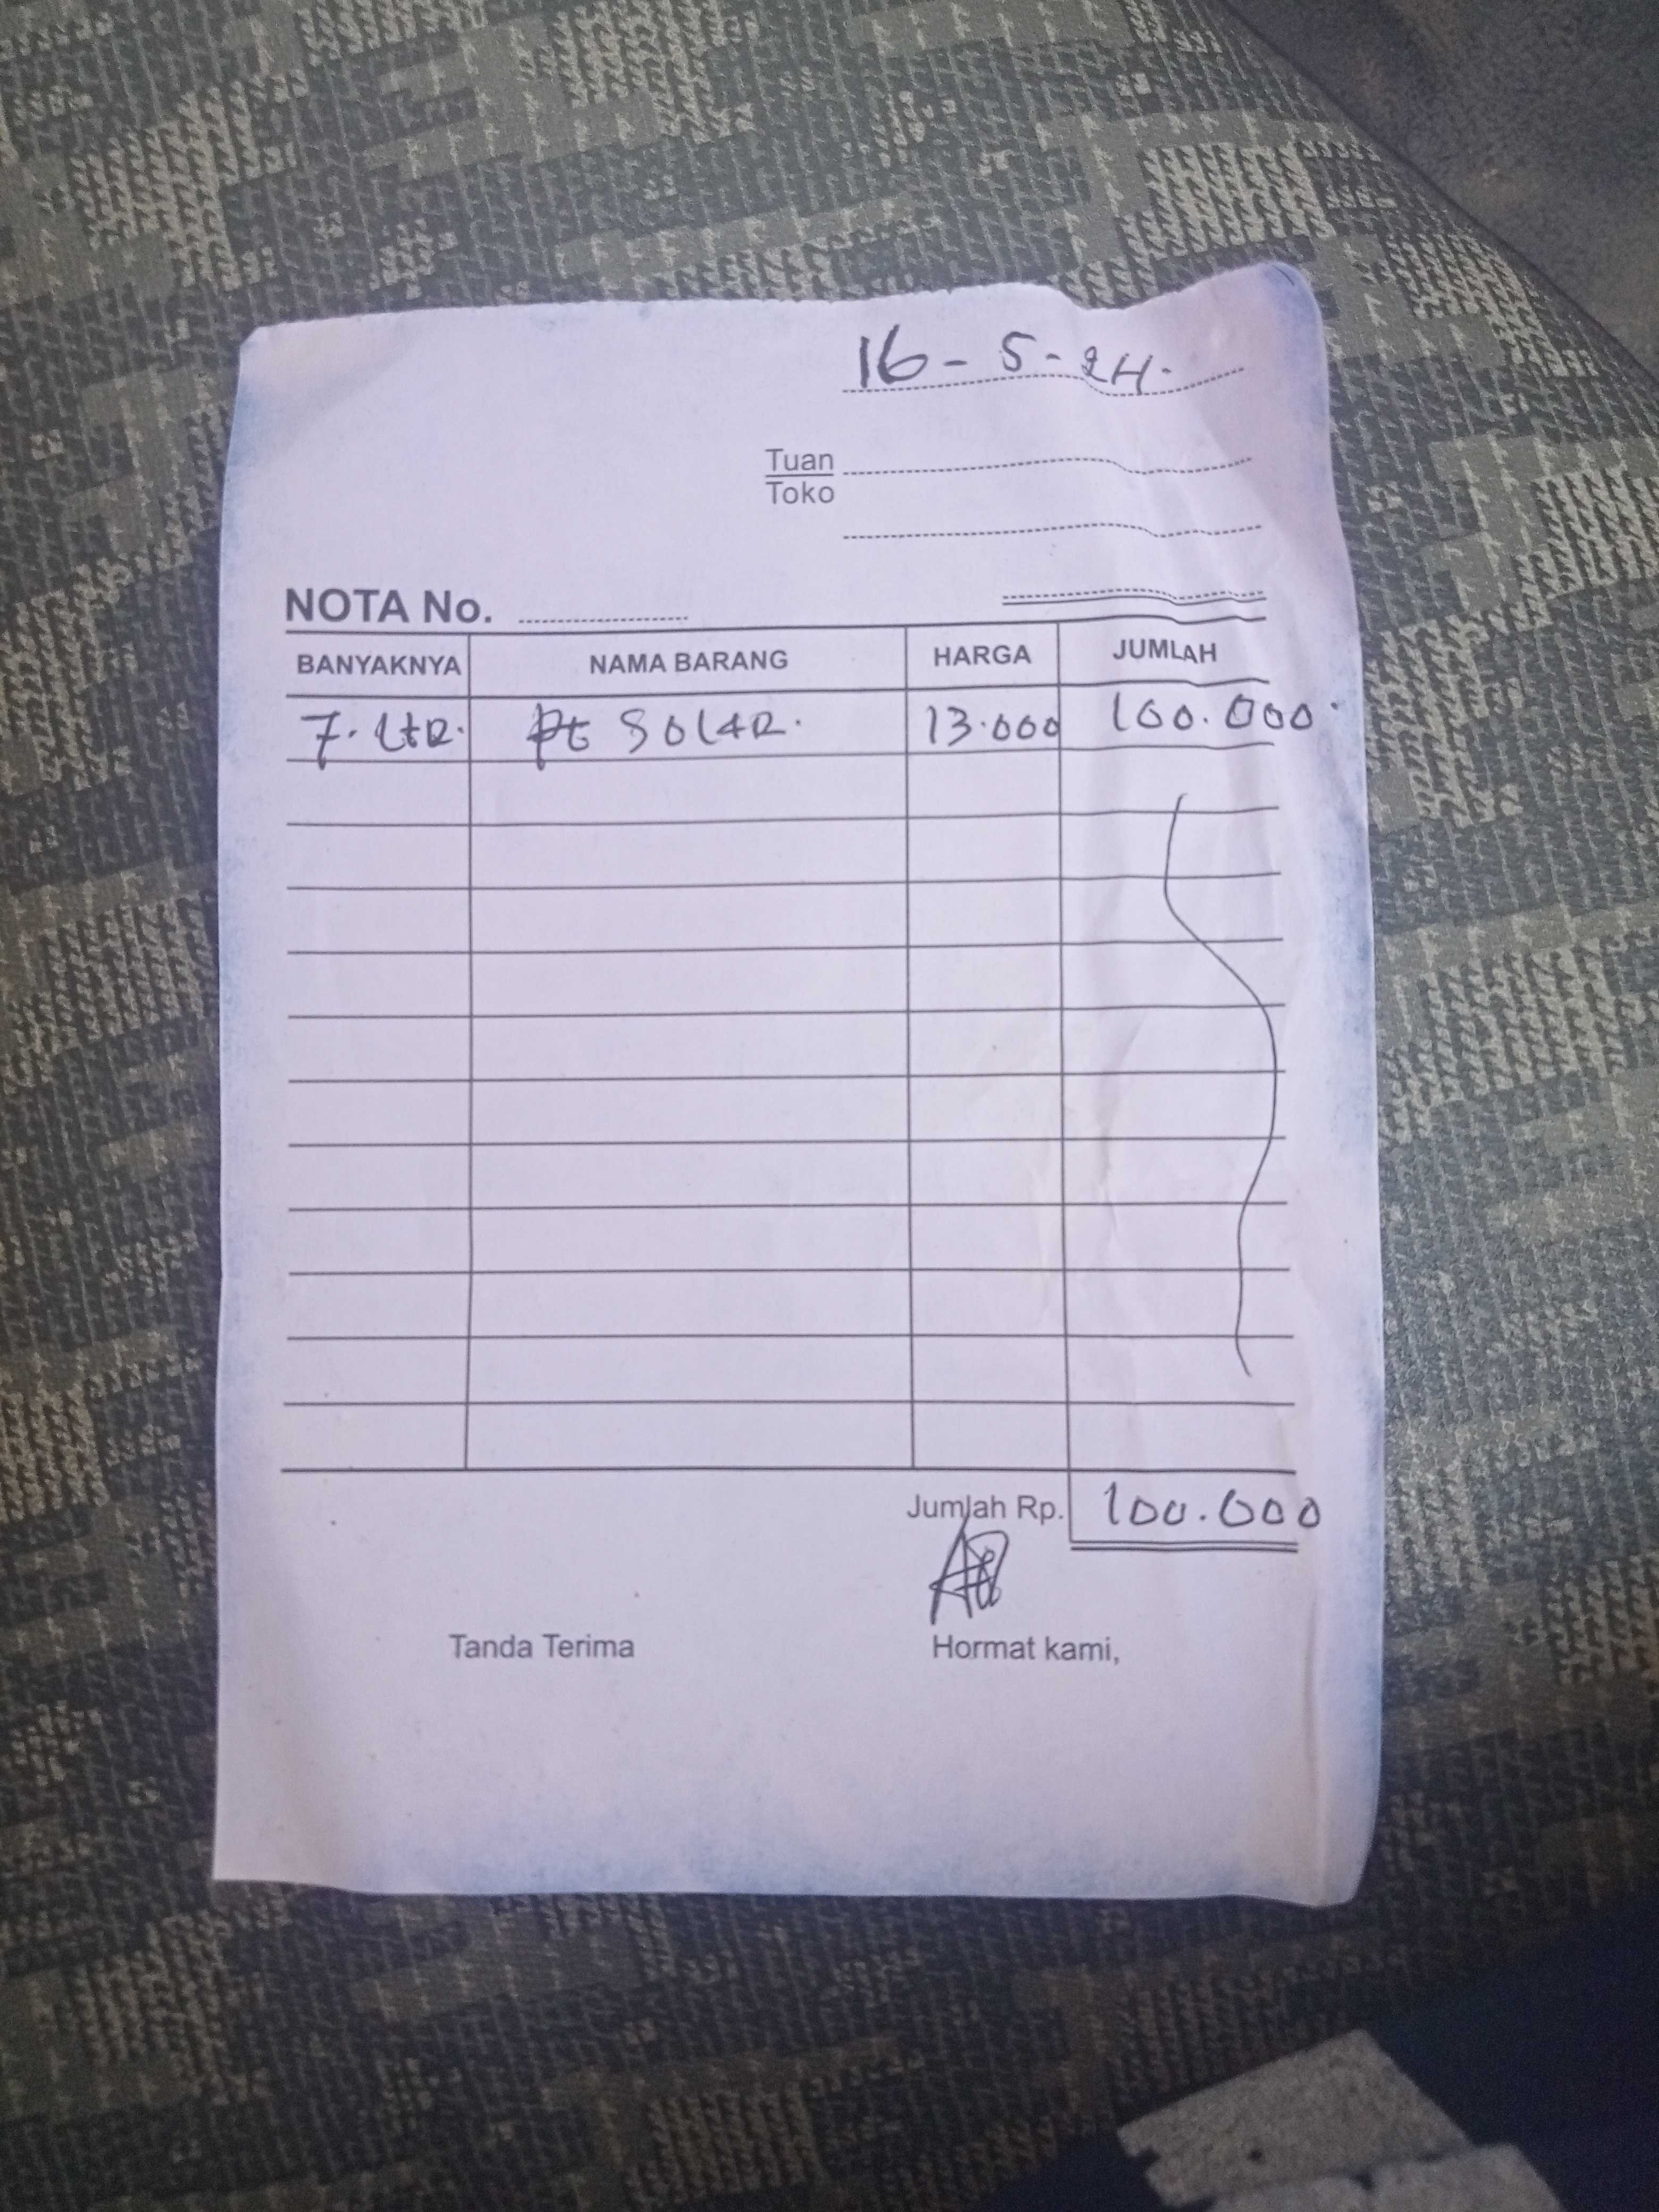 16 - 5 - 24.
Tuan
Toko
NOTA No.
BANYAKNYA NAMA BARANG HARGA JUMLAH
7. LtR. Pt SOLAR. 13.000 100.000.
Jumlah Rp. 100.000
Tanda Terima Hormat kami,